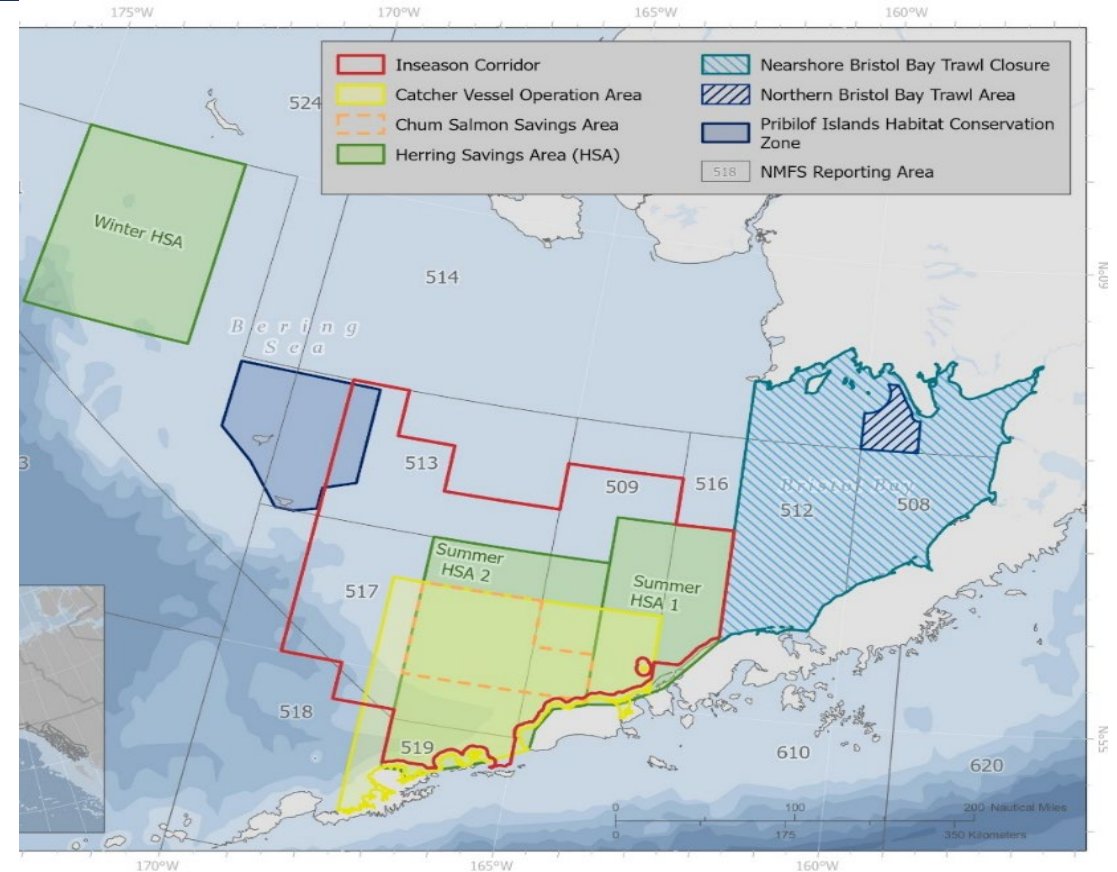 175°W 170°W 165°W 160°W
Inseason Corridor
Catcher Vessel Operation Area
Chum Salmon Savings Area
Herring Savings Area (HSA)
Nearshore Bristol Bay Trawl Closure
Northern Bristol Bay Trawl Area
Pribilof Islands Habitat Conservation
Zone
518 NMFS Reporting Area
524
Winter HSA
514
60°N
Bering
Sea
3
513
509
516
Bristol Bay
512
508
Summer
HSA 2
Summer
HSA 1
517
518
519
610
620
55°N
0 100 200 Nautical Miles
0 175 350 Kilometers
170°W 165°W 160°W